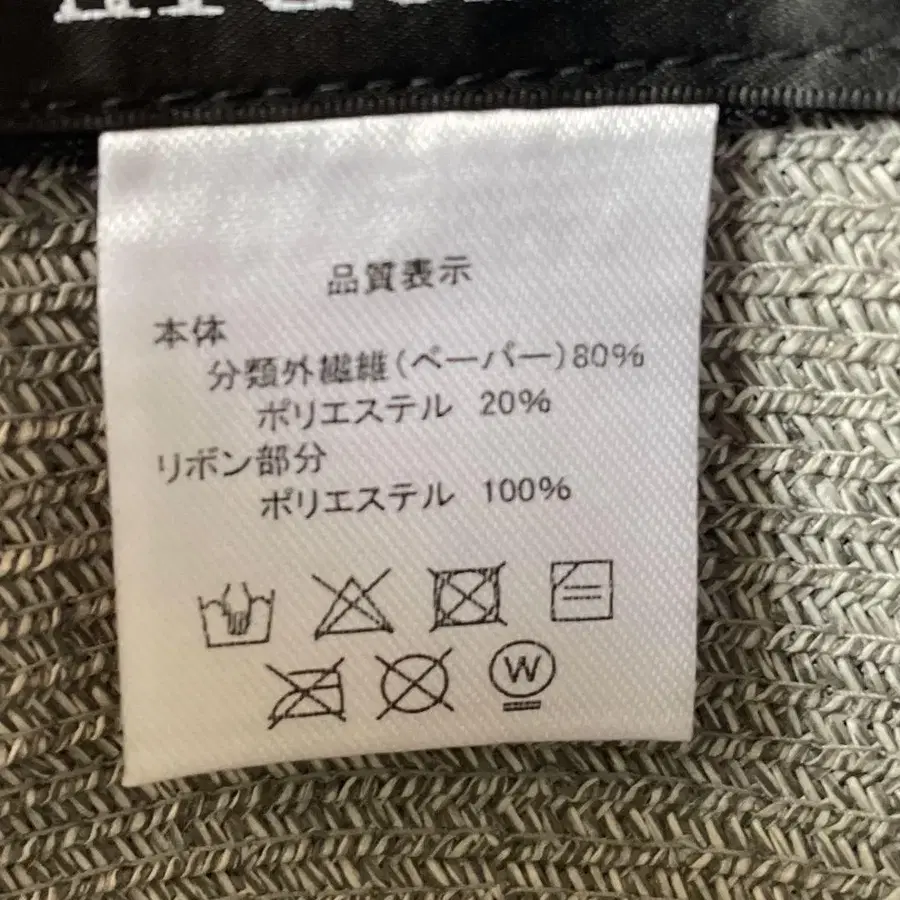 品質表示
本体
分類外繊維(ペーパー)80%
ポリエステル 20%
リボン部分
ポリエステル 100%
W